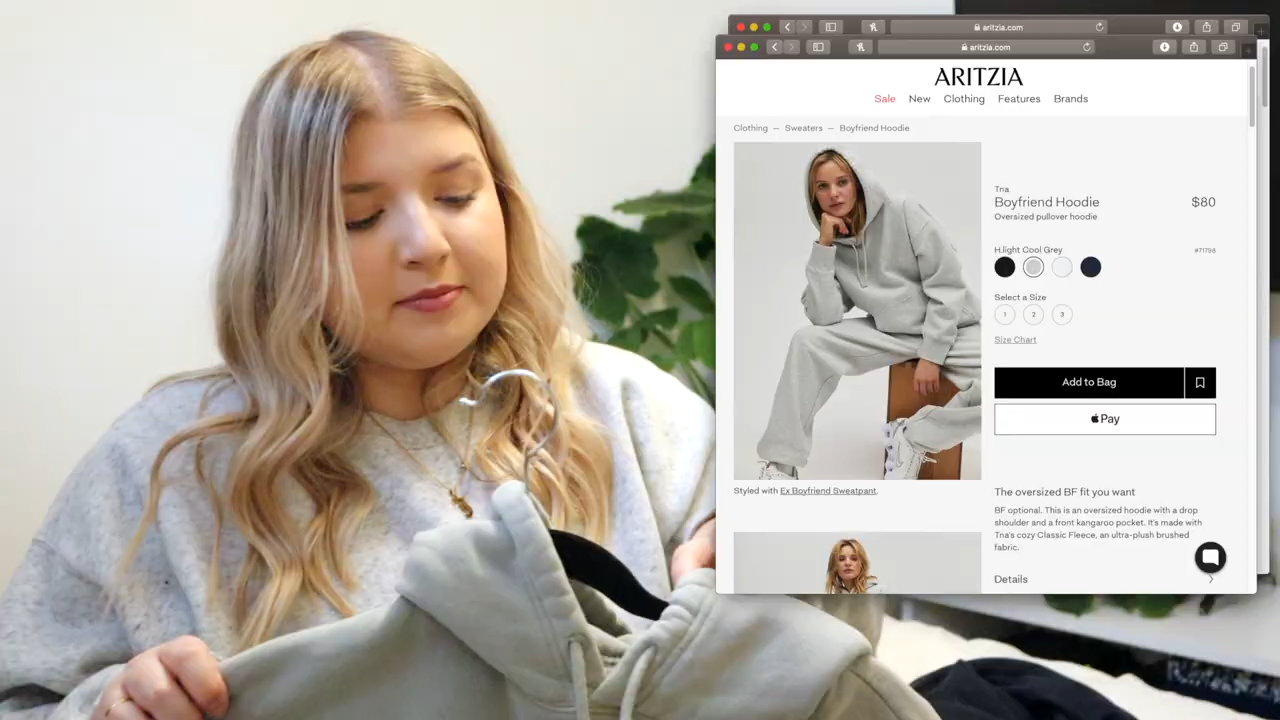 aritzia.com
aritzia.com
ARITZIA
Sale New Clothing Features Brands
Clothing — Sweaters — Boyfriend Hoodie
Tna
Boyfriend Hoodie $80
Oversized pullover hoodie
H.light Cool Grey #71798
Select a Size
1 2 3
Size Chart
Add to Bag
Pay
Styled with Ex Boyfriend Sweatpant.
The oversized BF fit you want
BF optional. This is an oversized hoodie with a drop
shoulder and a front kangaroo pocket. It's made with
Tna's cozy Classic Fleece, an ultra-plush brushed
fabric.
Details